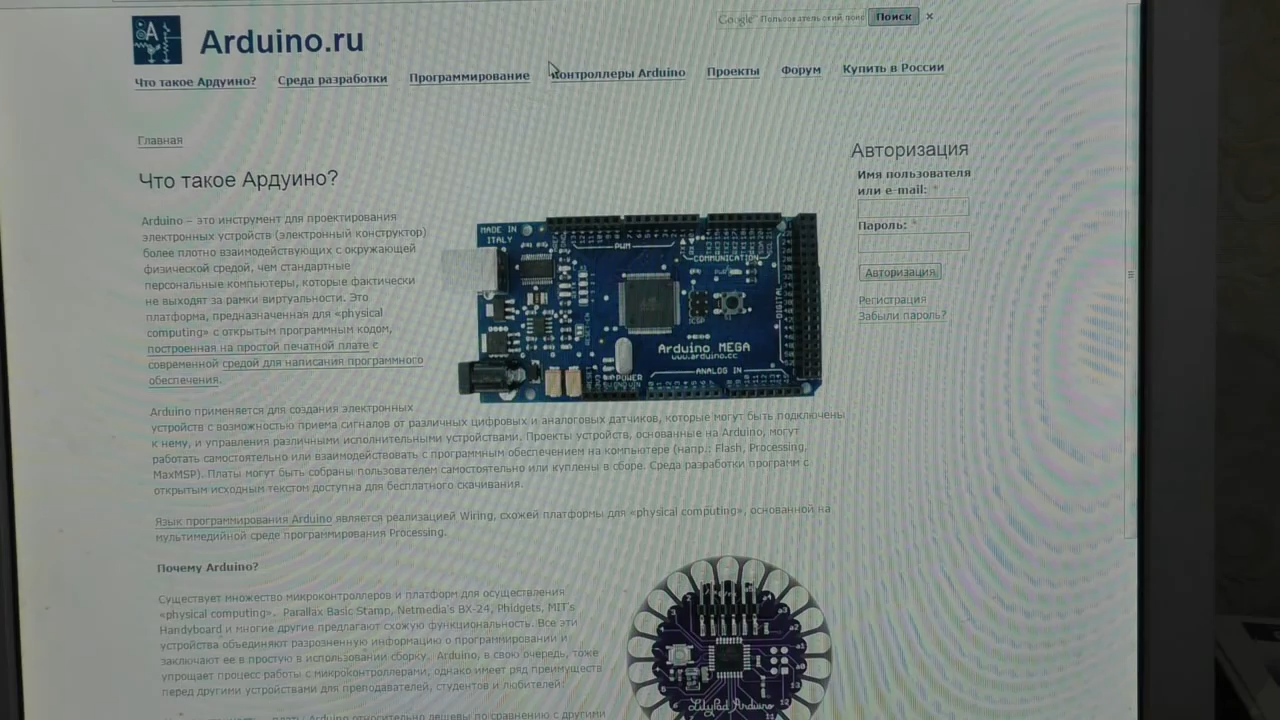 Google™ Пользовательский поис
Поиск
×
Arduino.ru
Что такое Ардуино? Среда разработки Программирование Контроллеры Arduino Проекты Форум Купить в России
Главная
Что такое Ардуино?
Arduino – это инструмент для проектирования
электронных устройств (электронный конструктор)
более плотно взаимодействующих с окружающей
физической средой, чем стандартные
персональные компьютеры, которые фактически
не выходят за рамки виртуальности. Это
платформа, предназначенная для «physical
computing» с открытым программным кодом,
построенная на простой печатной плате с
современной средой для написания программного
обеспечения.
MADE IN
ITALY
PWM
COMMUNICATION
DIGITAL
ICSP
Arduino MEGA
www.arduino.cc
POWER
ANALOG IN
Arduino применяется для создания электронных
устройств с возможностью приема сигналов от различных цифровых и аналоговых датчиков, которые могут быть подключены
к нему, и управления различными исполнительными устройствами. Проекты устройств, основанные на Arduino, могут
работать самостоятельно или взаимодействовать с программным обеспечением на компьютере (напр.: Flash, Processing,
MaxMSP). Платы могут быть собраны пользователем самостоятельно или куплены в сборе. Среда разработки программ с
открытым исходным текстом доступна для бесплатного скачивания.
Язык программирования Arduino является реализацией Wiring, схожей платформы для «physical computing», основанной на
мультимедийной среде программирования Processing.
Почему Arduino?
Существует множество микроконтроллеров и платформ для осуществления
«physical computing». Parallax Basic Stamp, Netmedia's BX-24, Phidgets, MIT's
Handyboard и многие другие предлагают схожую функциональность. Все эти
устройства объединяют разрозненную информацию о программировании и
заключают ее в простую в использовании сборку. Arduino, в свою очередь, тоже
упрощает процесс работы с микроконтроллерами, однако имеет ряд преимуществ
перед другими устройствами для преподавателей, студентов и любителей:
платы Arduino относительно дешевы по сравнению с другими
LilyPad Arduino
Авторизация
Имя пользователя
или e-mail: *
Пароль: *
Авторизация
Регистрация
Забыли пароль?